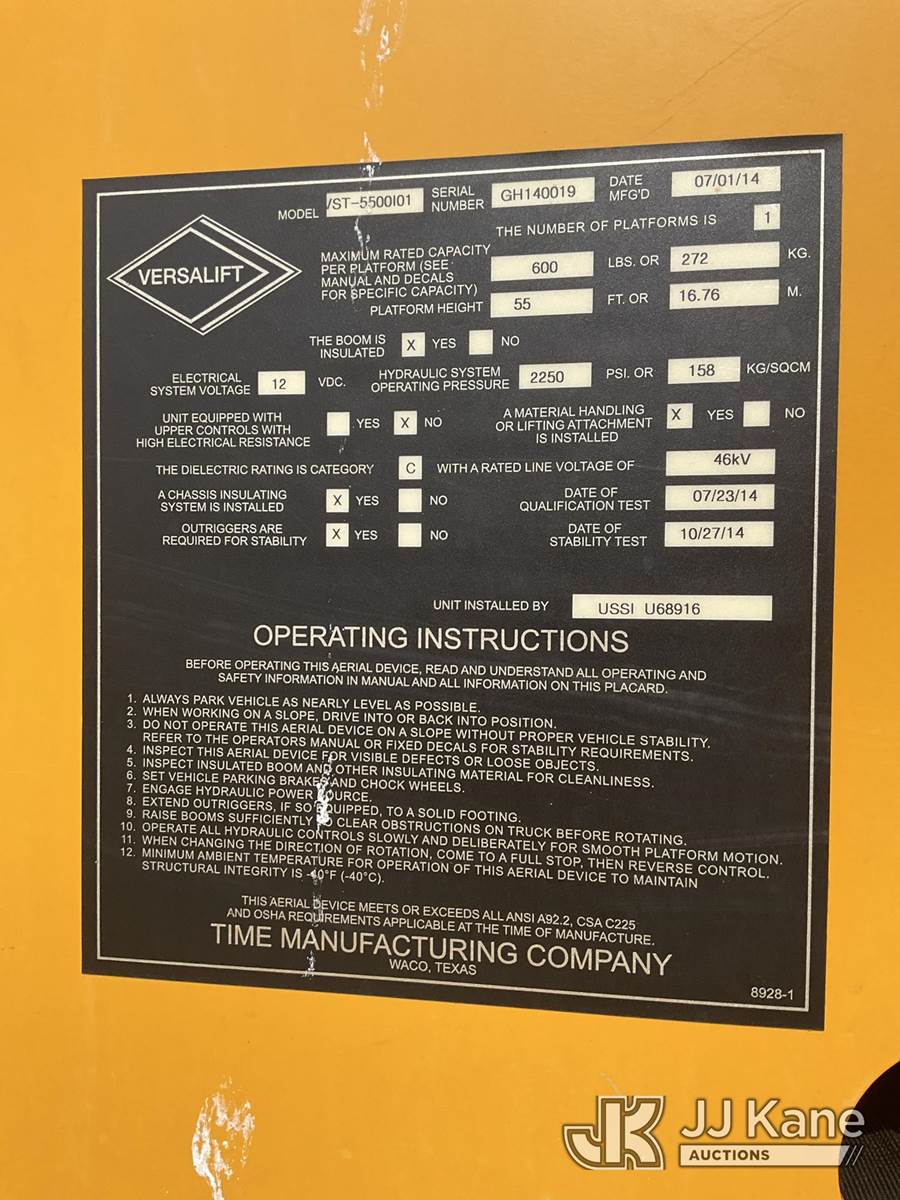 MODEL VST-5500I01 SERIAL NUMBER GH140019 DATE MFG'D 07/01/14
THE NUMBER OF PLATFORMS IS 1
VERSALIFT
MAXIMUM RATED CAPACITY
PER PLATFORM (SEE
MANUAL AND DECALS
FOR SPECIFIC CAPACITY) 600 LBS. OR 272 KG.
PLATFORM HEIGHT 55 FT. OR 16.76 M.
THE BOOM IS
INSULATED X YES NO
ELECTRICAL
SYSTEM VOLTAGE 12 VDC. HYDRAULIC SYSTEM
OPERATING PRESSURE 2250 PSI. OR 158 KG/SQCM
UNIT EQUIPPED WITH
UPPER CONTROLS WITH
HIGH ELECTRICAL RESISTANCE YES X NO
A MATERIAL HANDLING
OR LIFTING ATTACHMENT
IS INSTALLED X YES NO
THE DIELECTRIC RATING IS CATEGORY C WITH A RATED LINE VOLTAGE OF 46kV
A CHASSIS INSULATING
SYSTEM IS INSTALLED X YES NO
DATE OF
QUALIFICATION TEST 07/23/14
OUTRIGGERS ARE
REQUIRED FOR STABILITY X YES NO
DATE OF
STABILITY TEST 10/27/14
UNIT INSTALLED BY USSI U68916
OPERATING INSTRUCTIONS
BEFORE OPERATING THIS AERIAL DEVICE, READ AND UNDERSTAND ALL OPERATING AND
SAFETY INFORMATION IN MANUAL AND ALL INFORMATION ON THIS PLACARD.
1. ALWAYS PARK VEHICLE AS NEARLY LEVEL AS POSSIBLE.
2. WHEN WORKING ON A SLOPE, DRIVE INTO OR BACK INTO POSITION.
3. DO NOT OPERATE THIS AERIAL DEVICE ON A SLOPE WITHOUT PROPER VEHICLE STABILITY.
REFER TO THE OPERATORS MANUAL OR FIXED DECALS FOR STABILITY REQUIREMENTS.
4. INSPECT THIS AERIAL DEVICE FOR VISIBLE DEFECTS OR LOOSE OBJECTS.
5. INSPECT INSULATED BOOM AND OTHER INSULATING MATERIAL FOR CLEANLINESS.
6. SET VEHICLE PARKING BRAKES AND CHOCK WHEELS.
7. ENGAGE HYDRAULIC POWER SOURCE.
8. EXTEND OUTRIGGERS, IF SO EQUIPPED, TO A SOLID FOOTING.
9. RAISE BOOMS SUFFICIENTLY TO CLEAR OBSTRUCTIONS ON TRUCK BEFORE ROTATING.
10. OPERATE ALL HYDRAULIC CONTROLS SLOWLY AND DELIBERATELY FOR SMOOTH PLATFORM MOTION.
11. WHEN CHANGING THE DIRECTION OF ROTATION, COME TO A FULL STOP, THEN REVERSE CONTROL.
12. MINIMUM AMBIENT TEMPERATURE FOR OPERATION OF THIS AERIAL DEVICE TO MAINTAIN
STRUCTURAL INTEGRITY IS -40°F (-40°C).
THIS AERIAL DEVICE MEETS OR EXCEEDS ALL ANSI A92.2, CSA C225
AND OSHA REQUIREMENTS APPLICABLE AT THE TIME OF MANUFACTURE.
TIME MANUFACTURING COMPANY
WACO, TEXAS
8928-1
JK JJ Kane
AUCTIONS